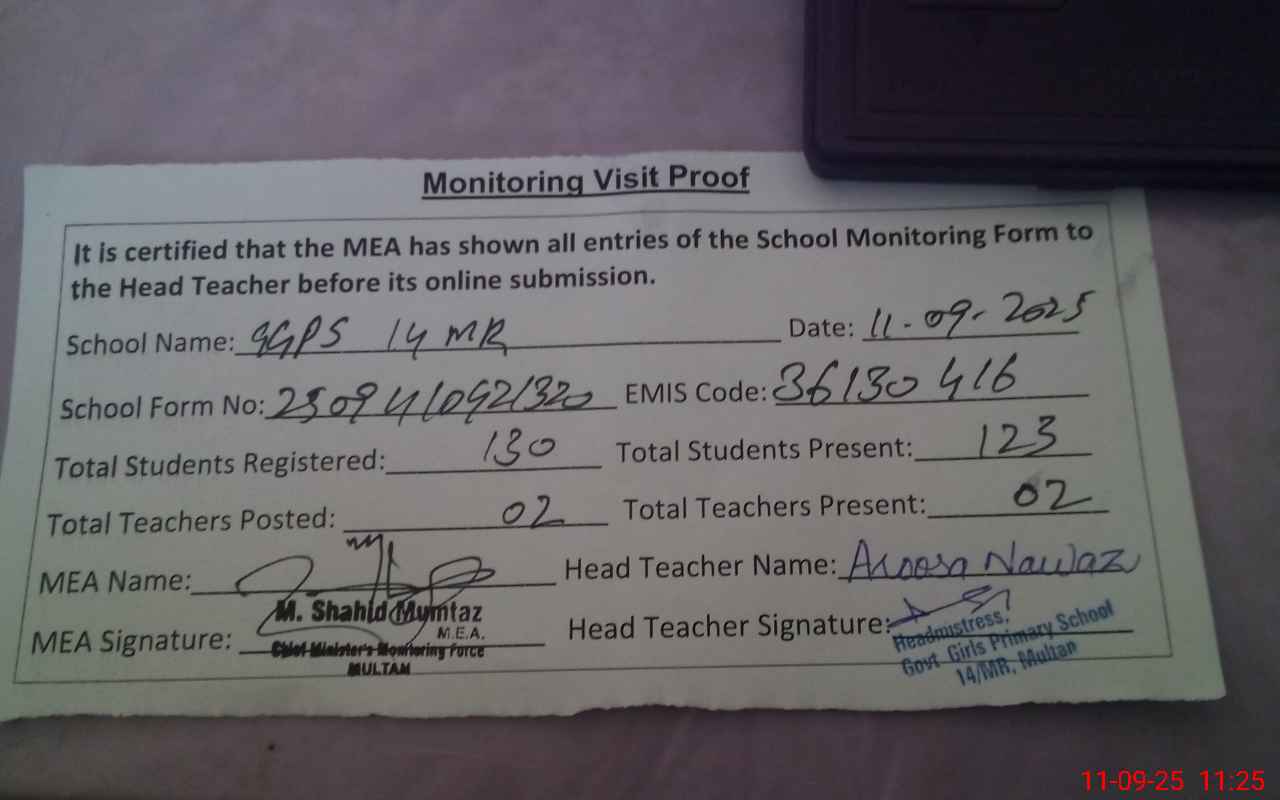 Monitoring Visit Proof
It is certified that the MEA has shown all entries of the School Monitoring Form to
the Head Teacher before its online submission.
School Name: GGPS 14 MR Date: 11-09-2025
School Form No: EMIS Code: 36130416
Total Students Registered: 130 Total Students Present: 123
Total Teachers Posted: 02 Total Teachers Present: 02
MEA Name: Head Teacher Name: Aroosa Nawaz
M. Shahid Mumtaz
M.E.A.
MEA Signature: Head Teacher Signature:
Chief Minister's Monitoring Force
MULTAN
Headmistress,
Govt. Girls Primary School
14/MR, Multan
11-09-25 11:25